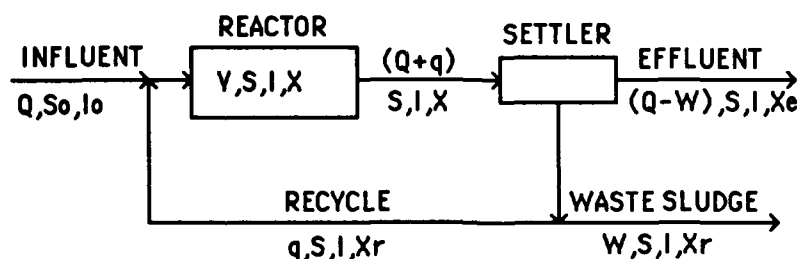 REACTOR
SETTLER
INFLUENT
(Q+q)
EFFLUENT
V,S,I,X
Q,So,Io
S,I,X
(Q-W),S,I,Xe
RECYCLE
WASTE SLUDGE
q,S,I,Xr
W,S,I,Xr